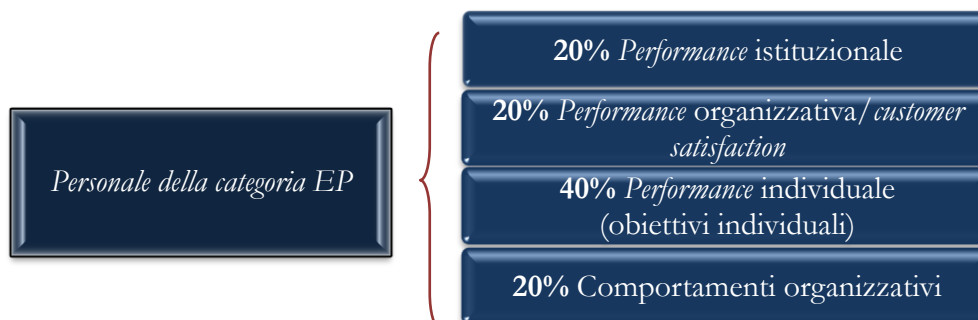 Personale della categoria EP
20% Performance istituzionale
20% Performance organizzativa/customer
satisfaction
40% Performance individuale
(obiettivi individuali)
20% Comportamenti organizzativi